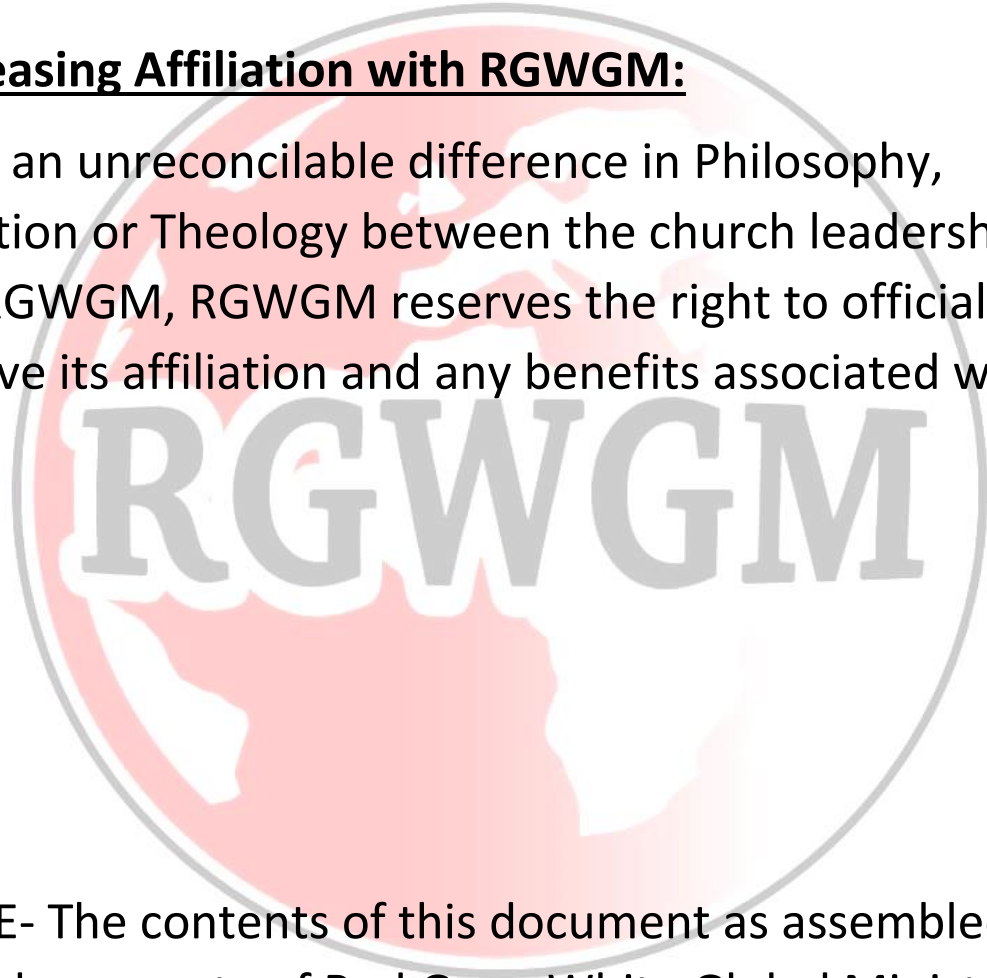 easing Affiliation with RGWGM:
an unreconcilable difference in Philosophy,
tion or Theology between the church leadersh
GWGM, RGWGM reserves the right to official
ve its affiliation and any benefits associated w
RGWGM
E- The contents of this document as assemble